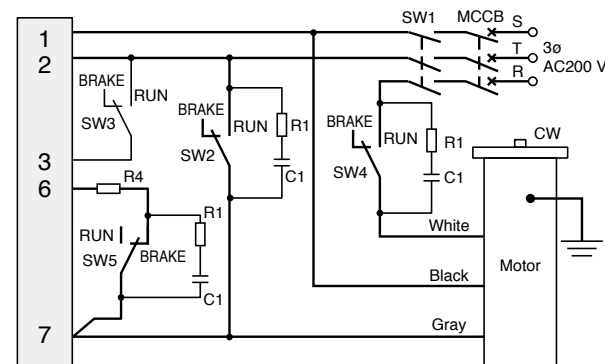 SW1 MCCB S
T
R
3ø
AC200 V
1
2
BRAKE RUN
SW3
BRAKE RUN
SW2
R1
C1
BRAKE RUN
SW4
R1
C1
CW
3
6
R4
R1
RUN
BRAKE
SW5
C1
White
Black
Motor
Gray
7